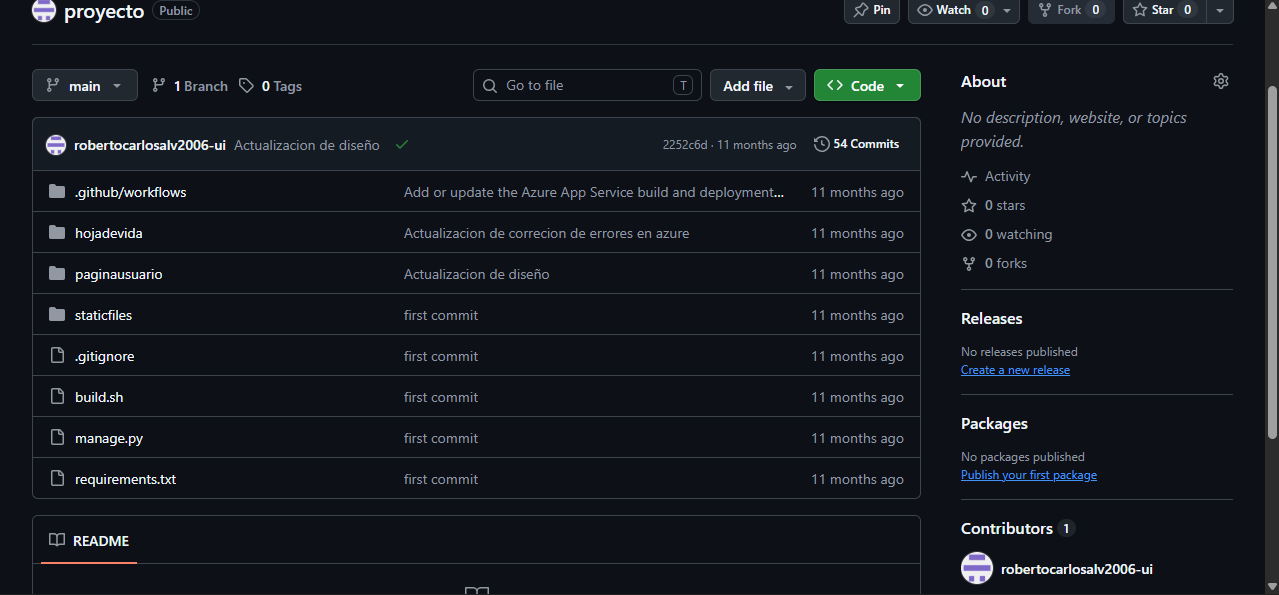 proyecto Public Pin Watch 0 Fork 0 Star 0
main 1 Branch 0 Tags Go to file T Add file Code
robertocarlosalv2006-ui Actualizacion de diseño 2252c6d · 11 months ago 54 Commits
.github/workflows Add or update the Azure App Service build and deployment... 11 months ago
hojadevida Actualizacion de correcion de errores en azure 11 months ago
paginausuario Actualizacion de diseño 11 months ago
staticfiles first commit 11 months ago
.gitignore first commit 11 months ago
build.sh first commit 11 months ago
manage.py first commit 11 months ago
requirements.txt first commit 11 months ago
README
About
No description, website, or topics
provided.
Activity
0 stars
0 watching
0 forks
Releases
No releases published
Create a new release
Packages
No packages published
Publish your first package
Contributors 1
robertocarlosalv2006-ui